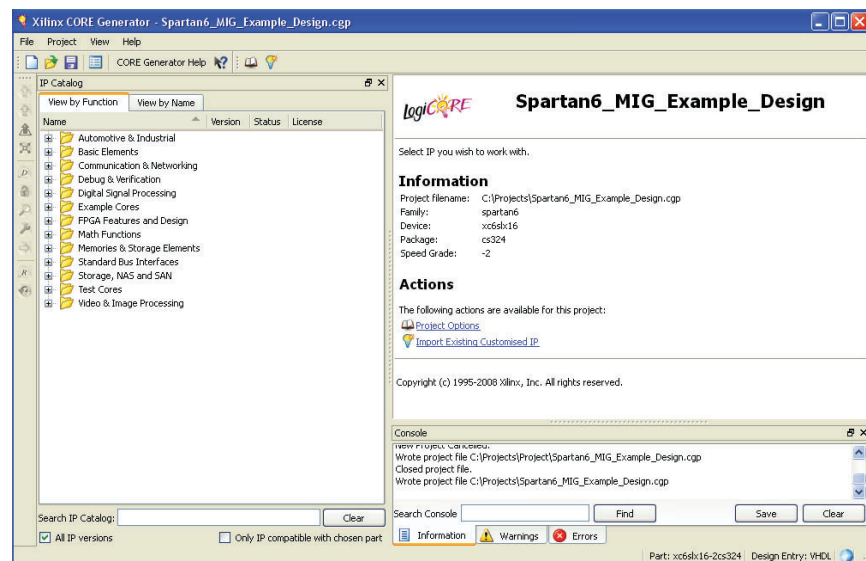 Xilinx CORE Generator - Spartan6_MIG_Example_Design.cgp
File Project View Help
CORE Generator Help
IP Catalog
View by Function View by Name
Name Version Status License
Automotive & Industrial
Basic Elements
Communication & Networking
Debug & Verification
Digital Signal Processing
Example Cores
FPGA Features and Design
Math Functions
Memories & Storage Elements
Standard Bus Interfaces
Storage, NAS and SAN
Test Cores
Video & Image Processing
Search IP Catalog: Clear
All IP versions Only IP compatible with chosen part
LogiCORE Spartan6_MIG_Example_Design
Select IP you wish to work with.
Information
Project filename: C:\Projects\Spartan6_MIG_Example_Design.cgp
Family: spartan6
Device: xc6slx16
Package: cs324
Speed Grade: -2
Actions
The following actions are available for this project:
Project Options
Import Existing Customised IP
Copyright (c) 1995-2008 Xilinx, Inc. All rights reserved.
Console
New Project Cancelled.
Wrote project file C:\Projects\Project\Spartan6_MIG_Example_Design.cgp
Closed project file.
Wrote project file C:\Projects\Spartan6_MIG_Example_Design.cgp
Search Console Find Save Clear
Information Warnings Errors
Part: xc6slx16-2cs324 Design Entry: VHDL